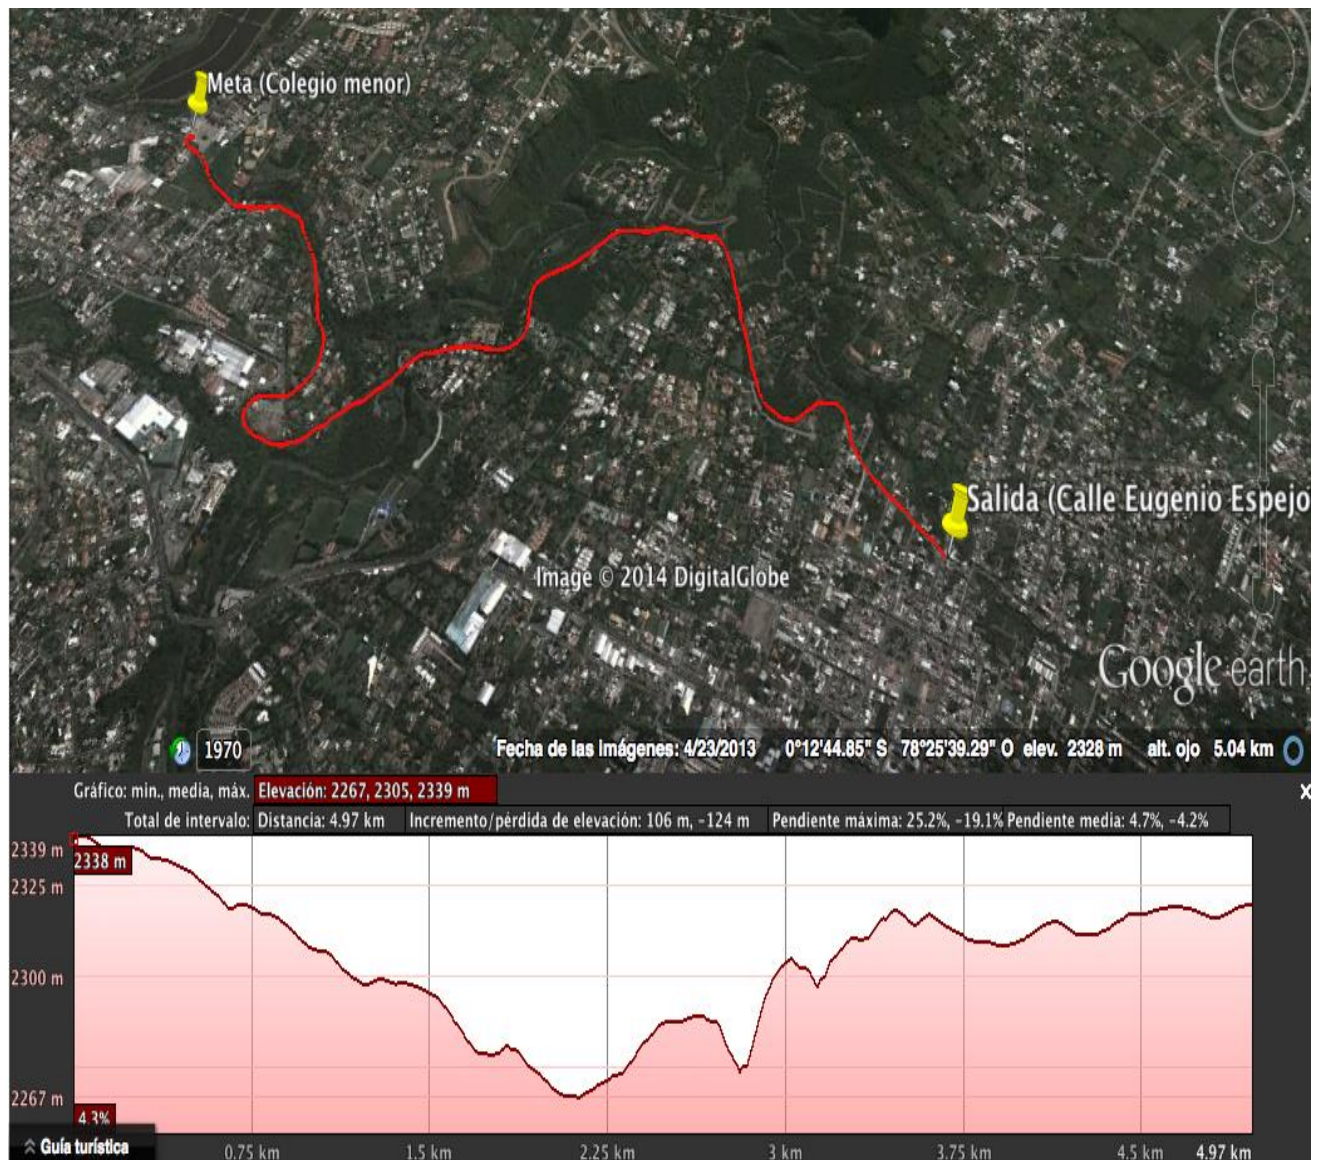 Meta (Colegio menor)
Salida (Calle Eugenio Espejo
Image © 2014 DigitalGlobe
Google earth
1970
Fecha de las imágenes: 4/23/2013 0°12'44.85" S 78°25'39.29" O elev. 2328 m alt. ojo 5.04 km
Gráfico: min., media, máx. Elevación: 2267, 2305, 2339 m
Total de intervalo: Distancia: 4.97 km Incremento/pérdida de elevación: 106 m, -124 m Pendiente máxima: 25.2%, -19.1% Pendiente media: 4.7%, -4.2%
2339 m
2338 m
2325 m
2300 m
2267 m
4.3%
Guía turística
0.75 km 1.5 km 2.25 km 3 km 3.75 km 4.5 km 4.97 km